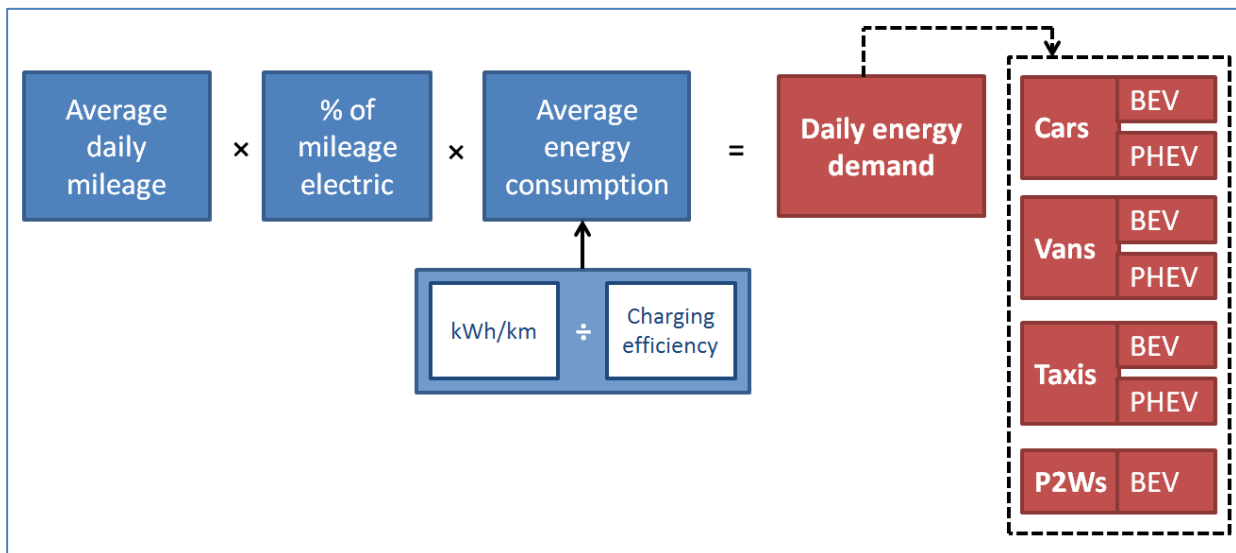 Average
daily
mileage
×
% of
mileage
electric
×
Average
energy
consumption
=
Daily energy
demand
kWh/km
÷
Charging
efficiency
Cars
BEV
PHEV
Vans
BEV
PHEV
Taxis
BEV
PHEV
P2Ws
BEV